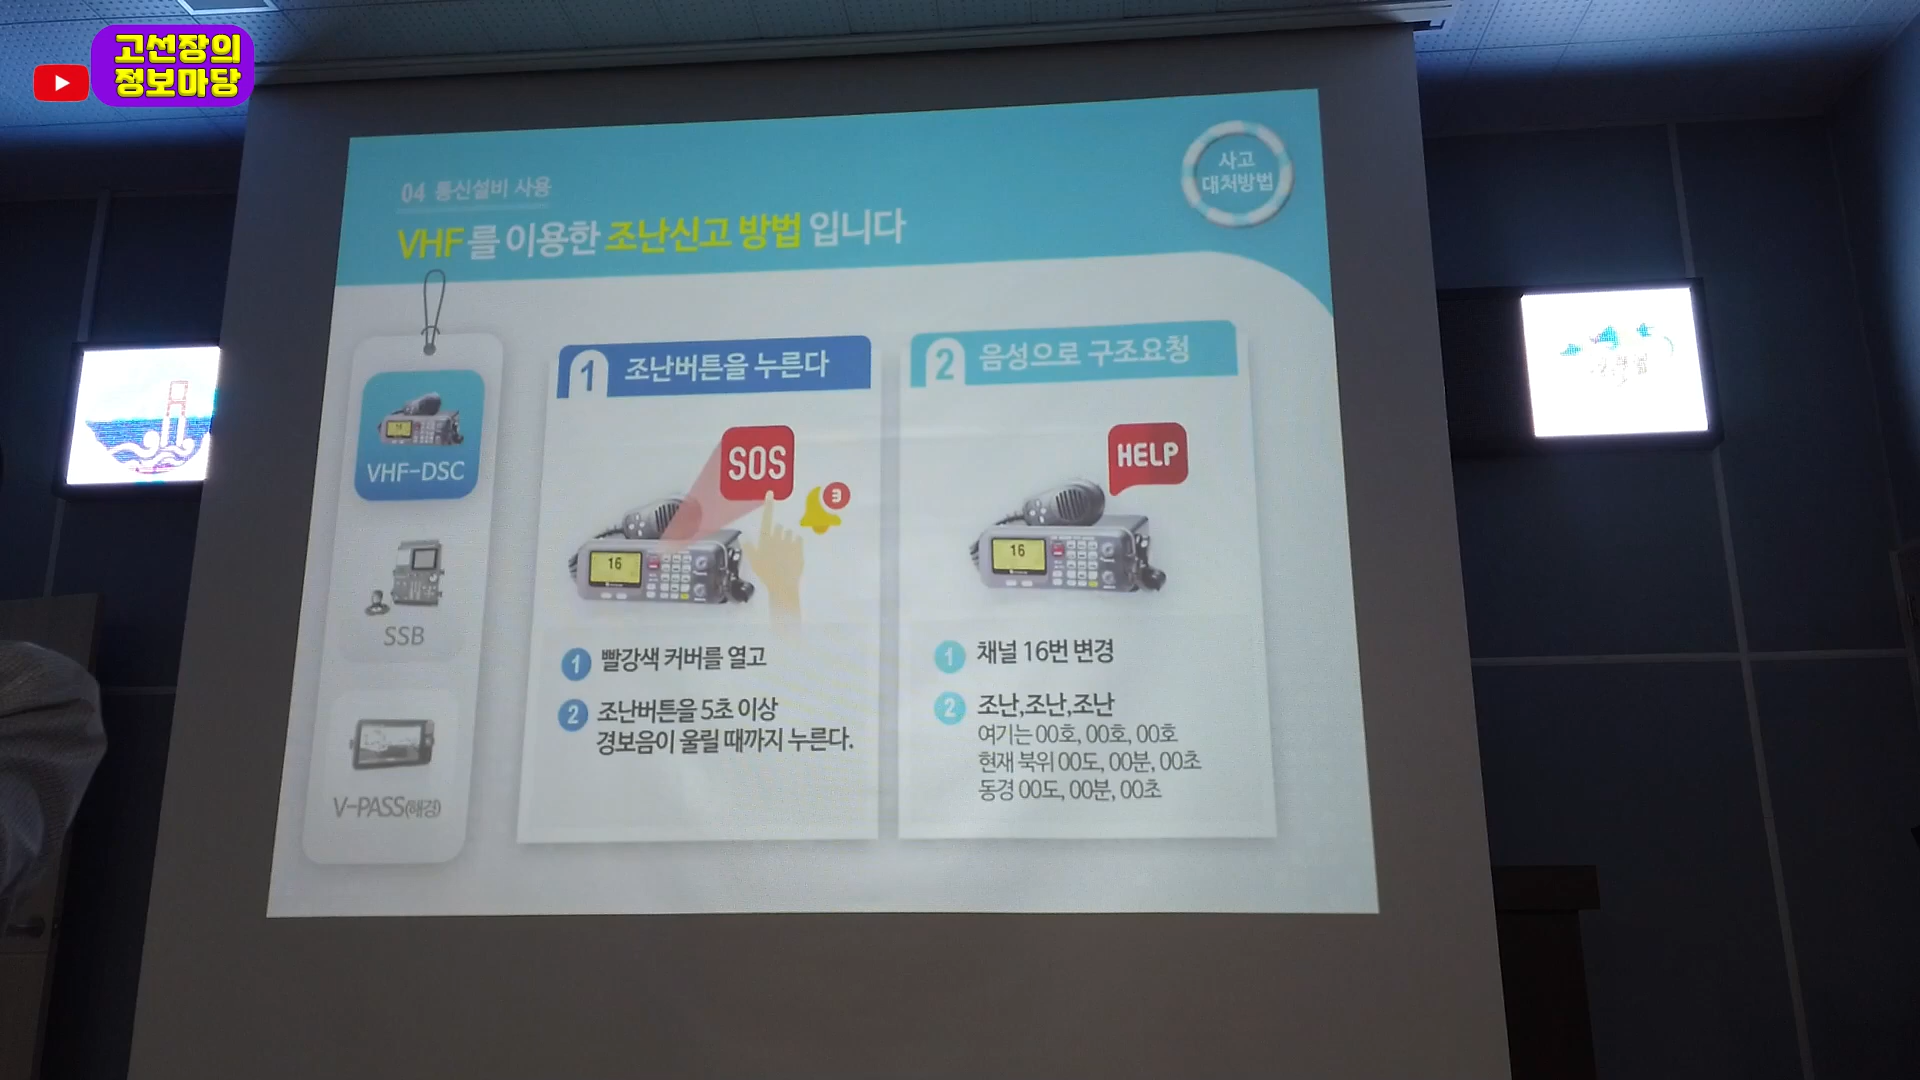 고선장의
정보마당
사고
대처방법
04 통신설비 사용
VHF를 이용한 조난신고 방법 입니다
VHF-DSC
SSB
V-PASS(해경)
1 조난버튼을 누른다
SOS
3
16
1 빨강색 커버를 열고
2 조난버튼을 5초 이상
경보음이 울릴 때까지 누른다.
2 음성으로 구조요청
HELP
16
1 채널 16번 변경
2 조난,조난,조난
여기는 00호, 00호, 00호
현재 북위 00도, 00분, 00초
동경 00도, 00분, 00초